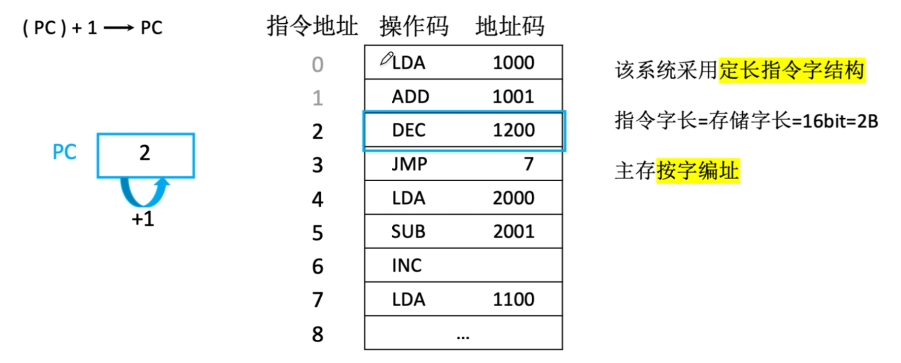 (PC)+1 → PC
指令地址 操作码 地址码
0 LDA 1000
1 ADD 1001
2 DEC 1200
3 JMP 7
4 LDA 2000
5 SUB 2001
6 INC
7 LDA 1100
8 ...
PC 2
+1
该系统采用定长指令字结构
指令字长=存储字长=16bit=2B
主存按字编址